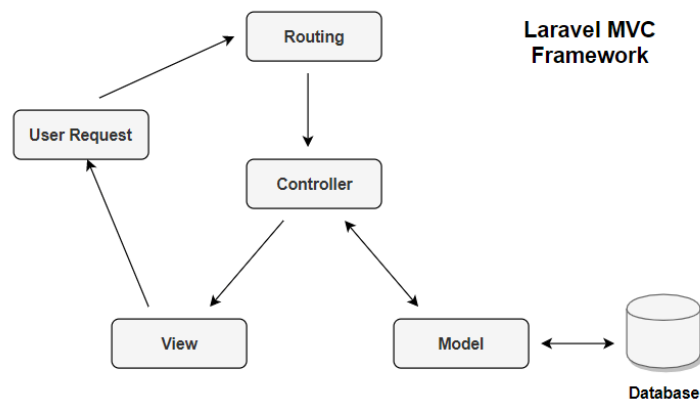 Routing
Laravel MVC
Framework
User Request
Controller
View
Model
Database